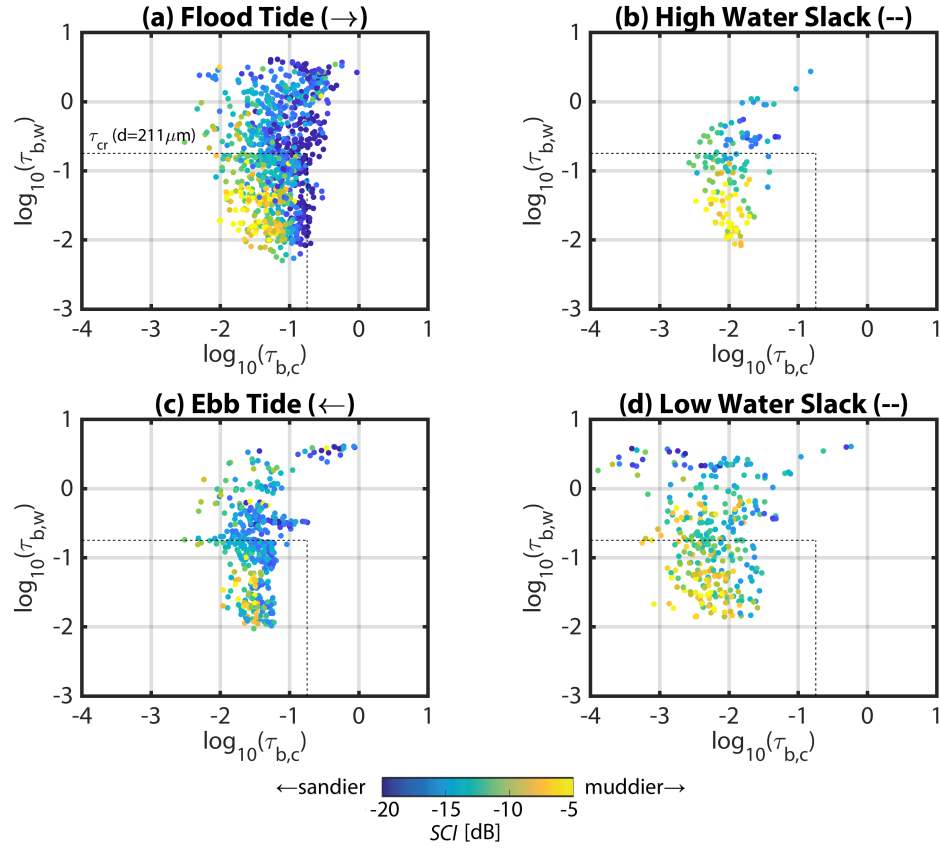 (a) Flood Tide (→)
1
0
-1
-2
-3
log10(τb,w)
τcr (d=211μm)
-4 -3 -2 -1 0 1
log10(τb,c)
(b) High Water Slack (--)
1
0
-1
-2
-3
log10(τb,w)
-4 -3 -2 -1 0 1
log10(τb,c)
(c) Ebb Tide (←)
1
0
-1
-2
-3
log10(τb,w)
-4 -3 -2 -1 0 1
log10(τb,c)
(d) Low Water Slack (--)
1
0
-1
-2
-3
log10(τb,w)
-4 -3 -2 -1 0 1
log10(τb,c)
←sandier muddier→
-20 -15 -10 -5
SCI [dB]